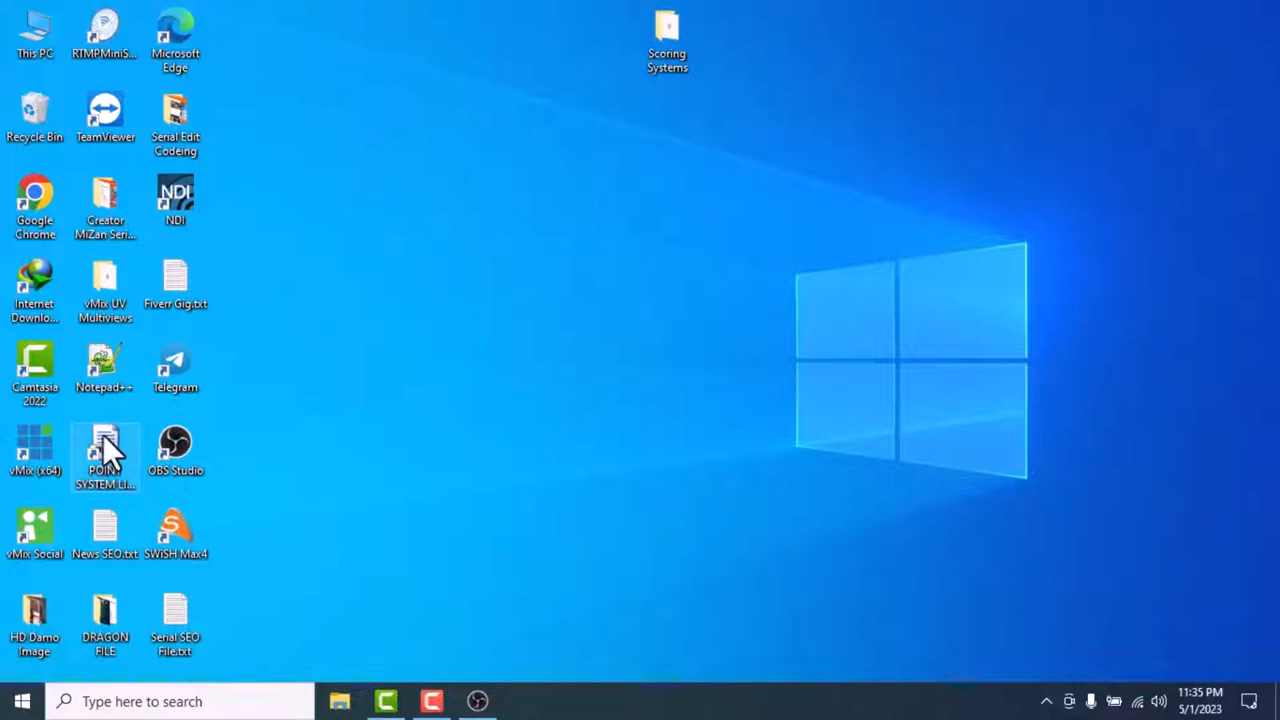 This PC
RTMPMiniS...
Microsoft
Edge
Scoring
Systems
Recycle Bin
TeamViewer
Serial Edit
Codeing
Google
Chrome
Creator
MiZan Seri...
NDI
NDI
Internet
Downlo...
vMix UV
Multiviews
Fiverr Gig.txt
Camtasia
2022
Notepad++
Telegram
vMix (x64)
SYSTEM LI...
OBS Studio
vMix Social
News SEO.txt
SWiSH Max4
HD Damo
Image
DRAGON
FILE
Serial SEO
File.txt
Type here to search
11:35 PM
5/1/2023